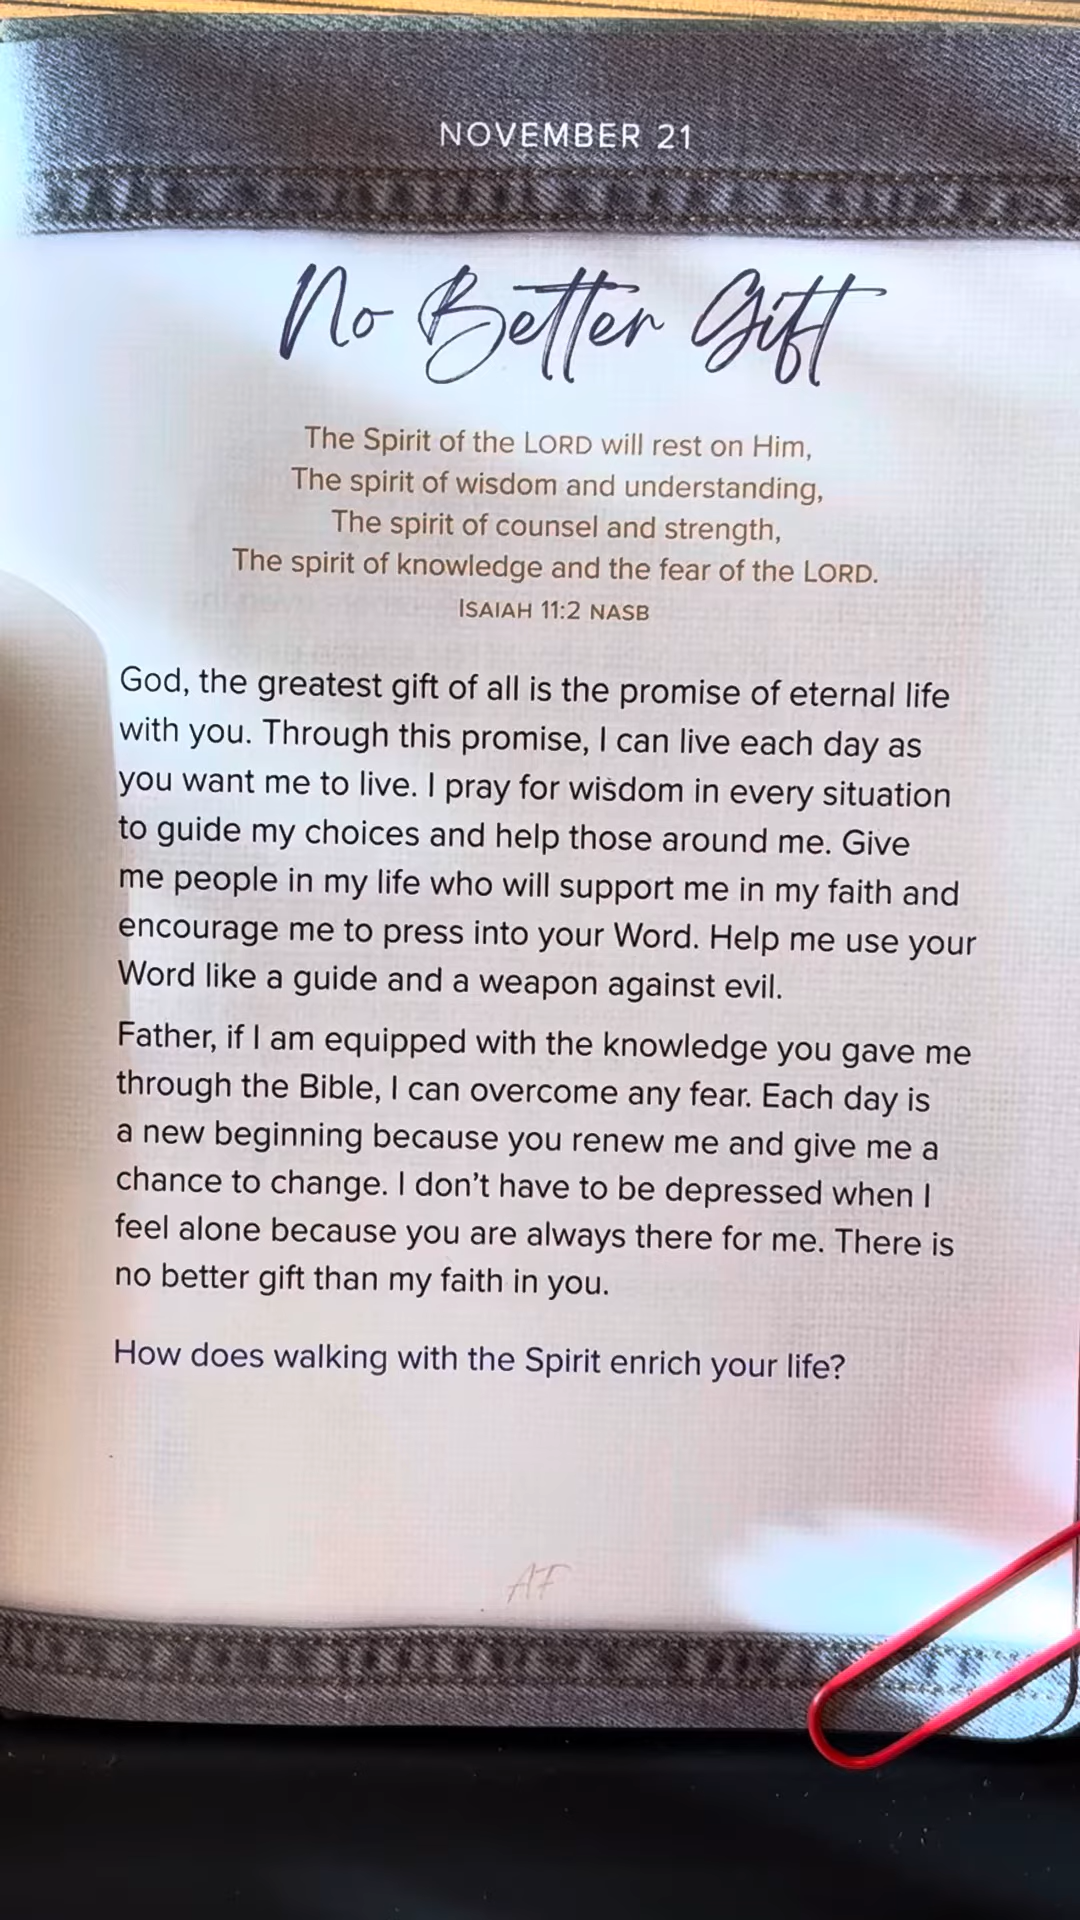 NOVEMBER 21
No Better Gift
The Spirit of the LORD will rest on Him,
The spirit of wisdom and understanding,
The spirit of counsel and strength,
The spirit of knowledge and the fear of the LORD.
ISAIAH 11:2 NASB
God, the greatest gift of all is the promise of eternal life
with you. Through this promise, I can live each day as
you want me to live. I pray for wisdom in every situation
to guide my choices and help those around me. Give
me people in my life who will support me in my faith and
encourage me to press into your Word. Help me use your
Word like a guide and a weapon against evil.
Father, if I am equipped with the knowledge you gave me
through the Bible, I can overcome any fear. Each day is
a new beginning because you renew me and give me a
chance to change. I don't have to be depressed when I
feel alone because you are always there for me. There is
no better gift than my faith in you.
How does walking with the Spirit enrich your life?
AF